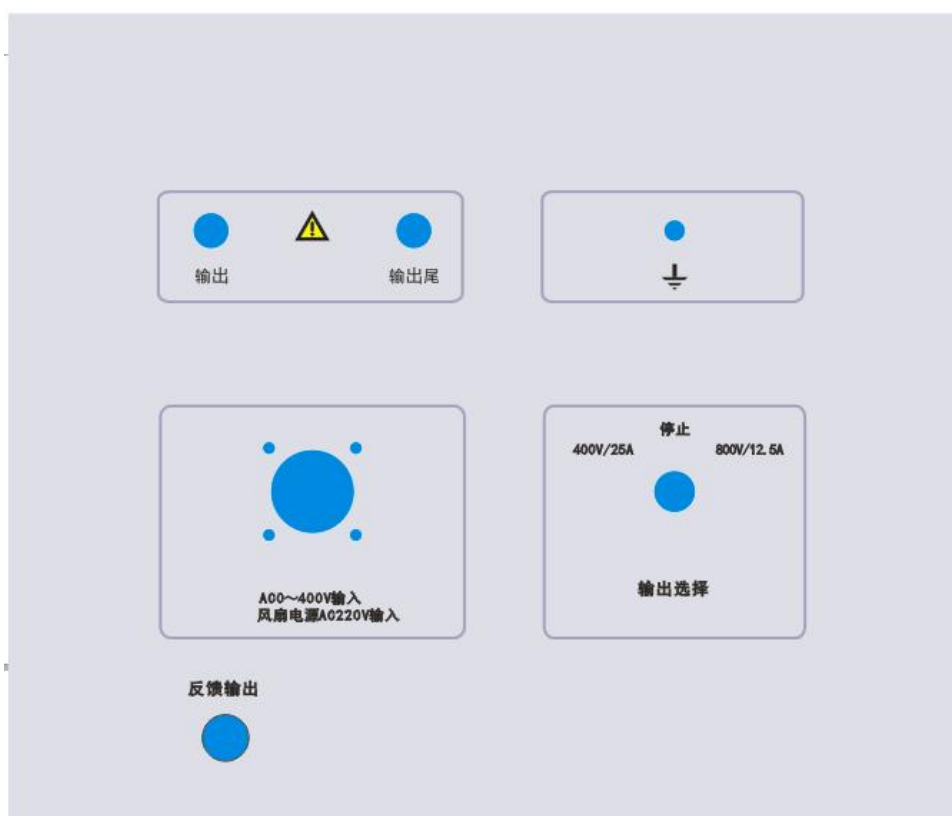 输出
输出尾
停止
400V/25A
800V/12.5A
AC0～400V输入
风扇电源AC220V输入
输出选择
反馈输出